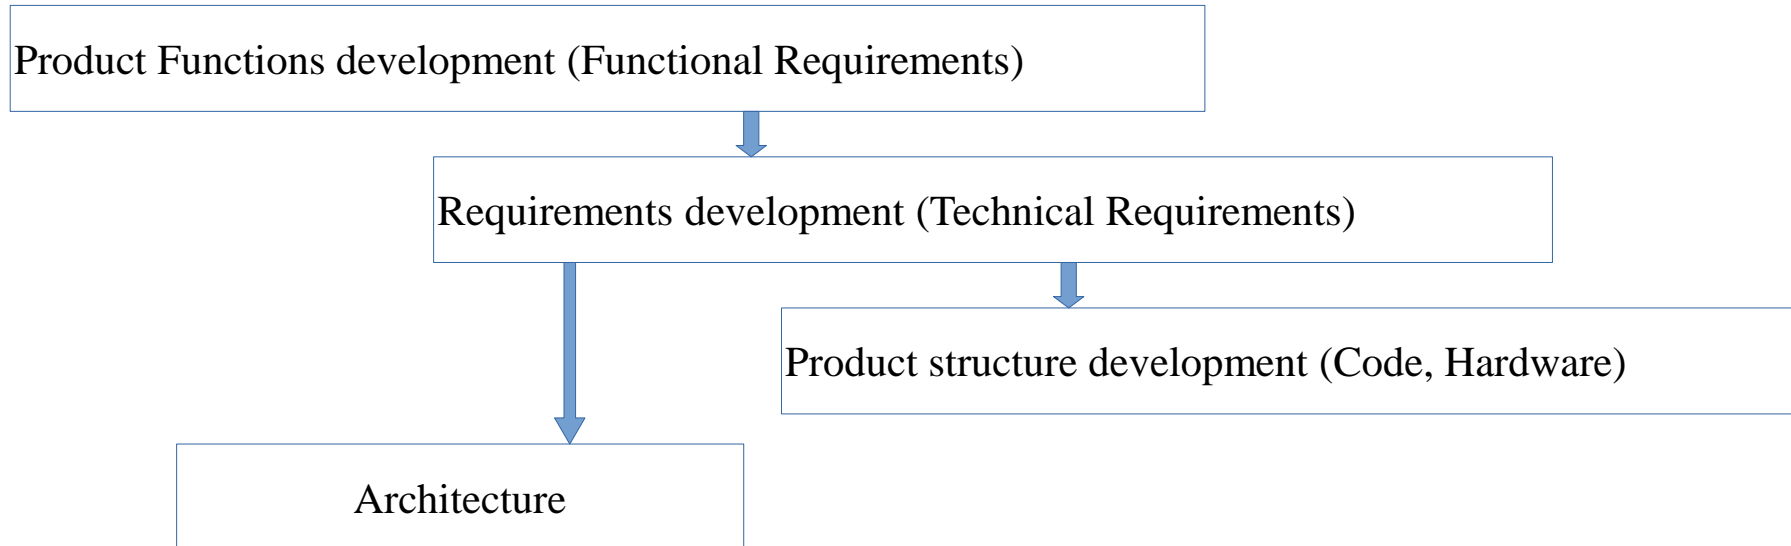 Product Functions development (Functional Requirements)
Requirements development (Technical Requirements)
Product structure development (Code, Hardware)
Architecture